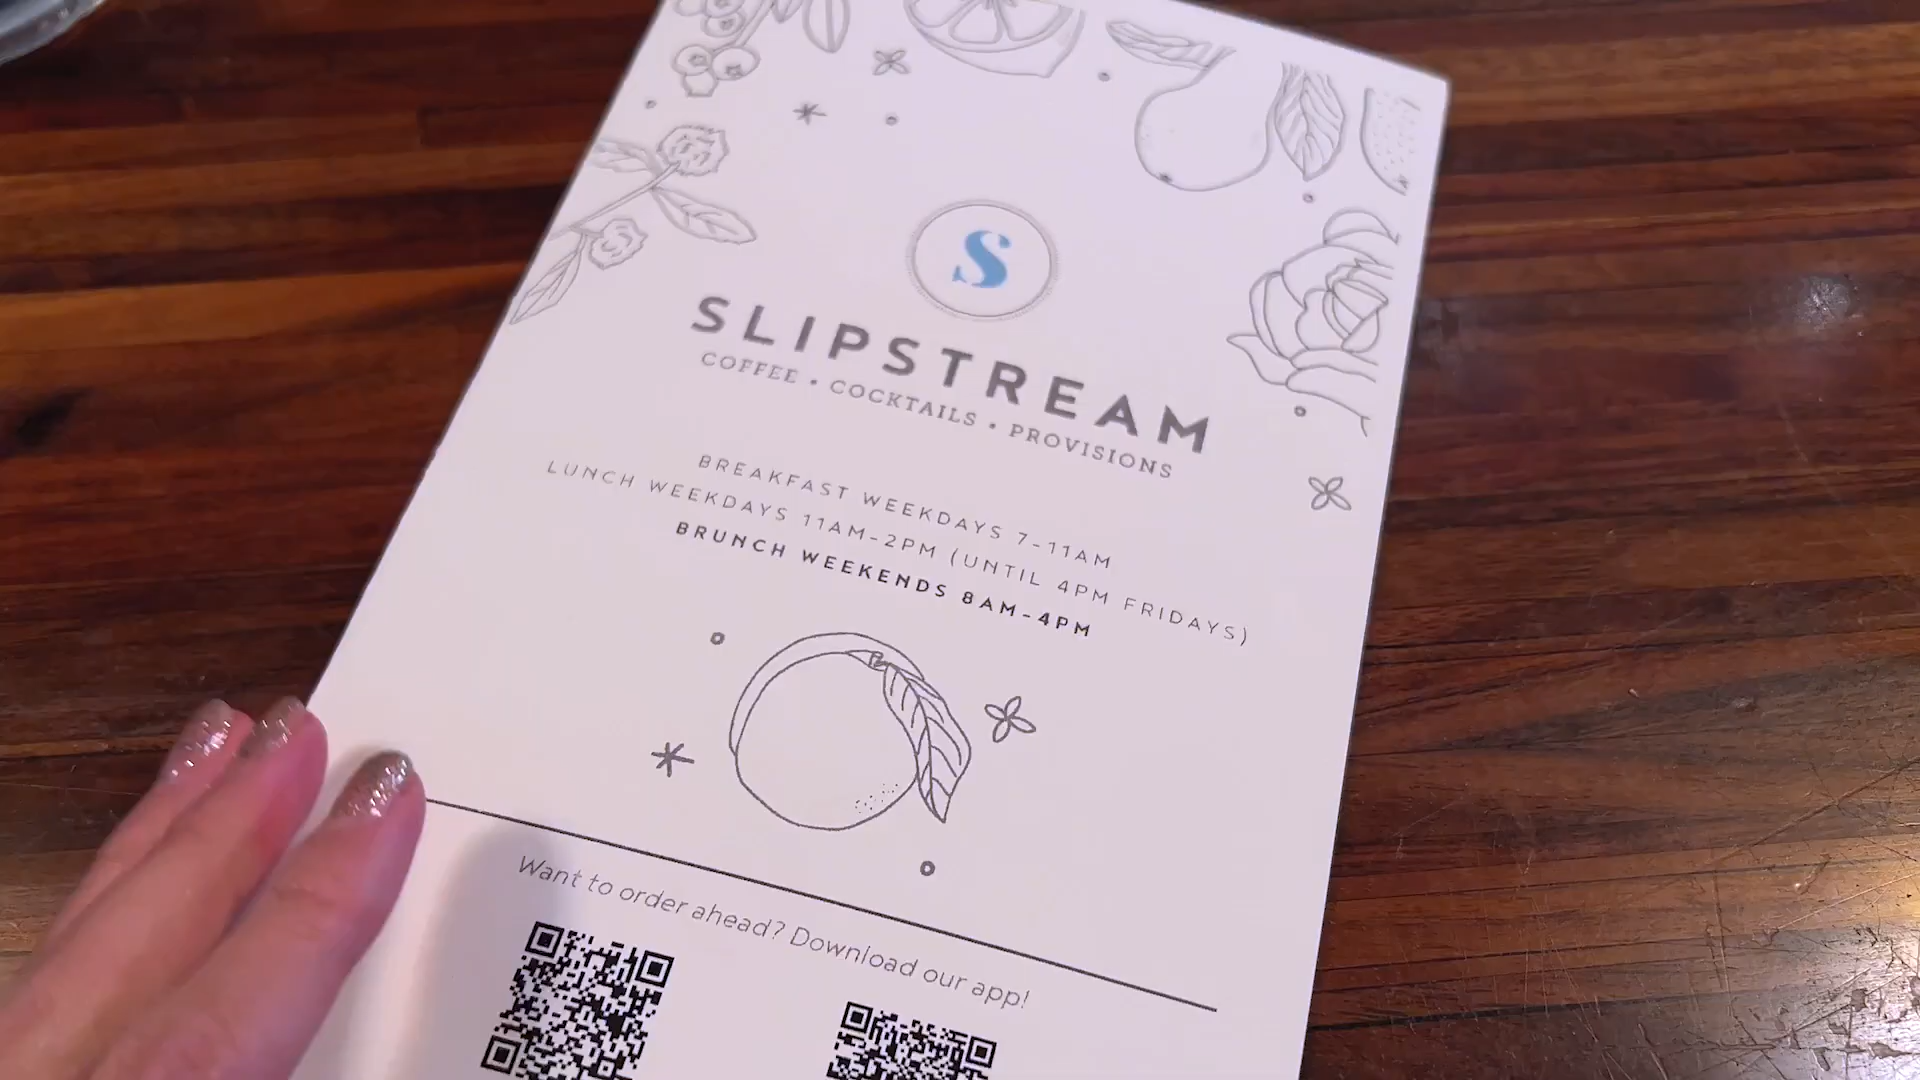 S
SLIPSTREAM
COFFEE • COCKTAILS • PROVISIONS
BREAKFAST WEEKDAYS 7-11AM
LUNCH WEEKDAYS 11AM-2PM (UNTIL 4PM FRIDAYS)
BRUNCH WEEKENDS 8AM-4PM
Want to order ahead? Download our app!